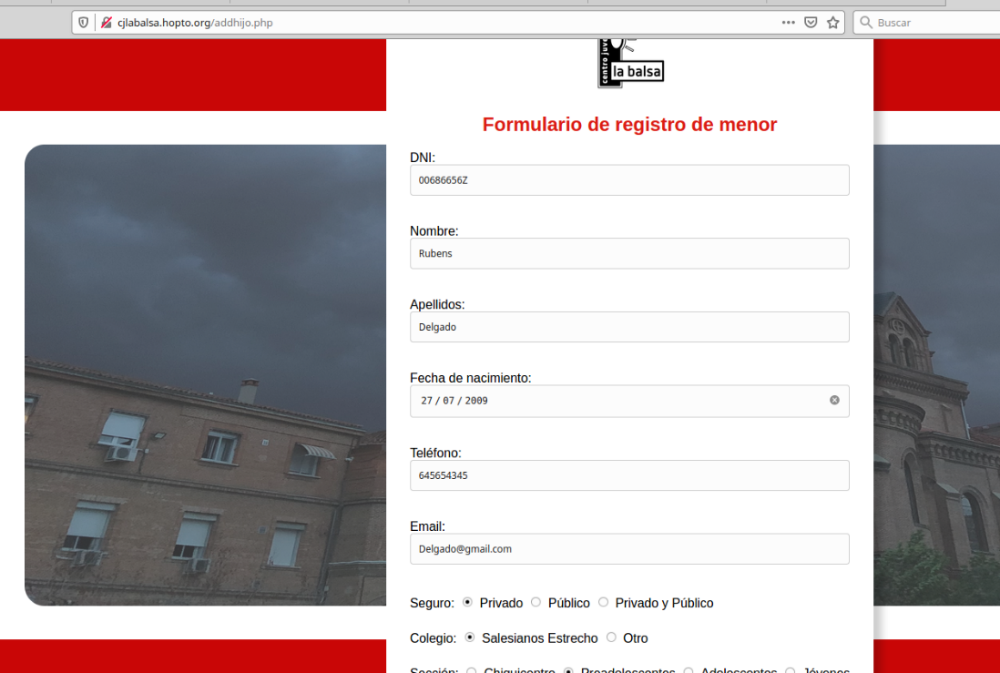 cjlabalsa.hopto.org/addhijo.php
Buscar
centro juv
la balsa
Formulario de registro de menor
DNI:
00686656Z
Nombre:
Rubens
Apellidos:
Delgado
Fecha de nacimiento:
27 / 07 / 2009
Teléfono:
645654345
Email:
Delgado@gmail.com
Seguro: Privado Público Privado y Público
Colegio: Salesianos Estrecho Otro
Sección: Chiquicentro Preadolescentes Adolescentes Jóvenes